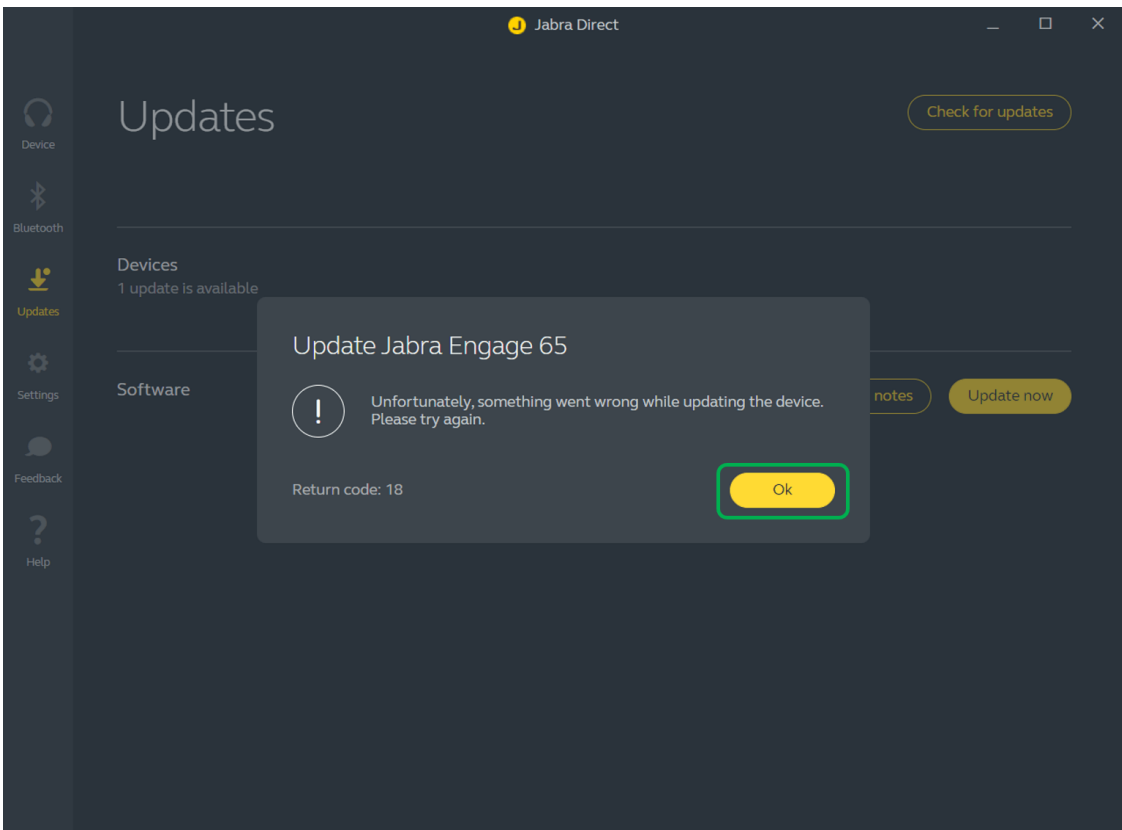 Jabra Direct
Updates
Check for updates
Device
Bluetooth
Updates
Settings
Feedback
Help
Devices
1 update is available
Software
notes
Update now
Update Jabra Engage 65
Unfortunately, something went wrong while updating the device.
Please try again.
Return code: 18
Ok